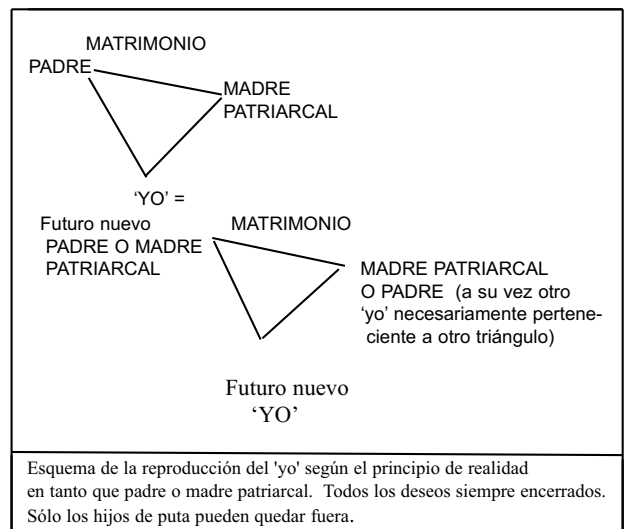 MATRIMONIO
PADRE
MADRE
PATRIARCAL
‘YO’ =
Futuro nuevo
PADRE O MADRE
PATRIARCAL
MATRIMONIO
MADRE PATRIARCAL
O PADRE (a su vez otro
‘yo’ necesariamente pertene-
ciente a otro triángulo)
Futuro nuevo
‘YO’
Esquema de la reproducción del 'yo' según el principio de realidad
en tanto que padre o madre patriarcal. Todos los deseos siempre encerrados.
Sólo los hijos de puta pueden quedar fuera.